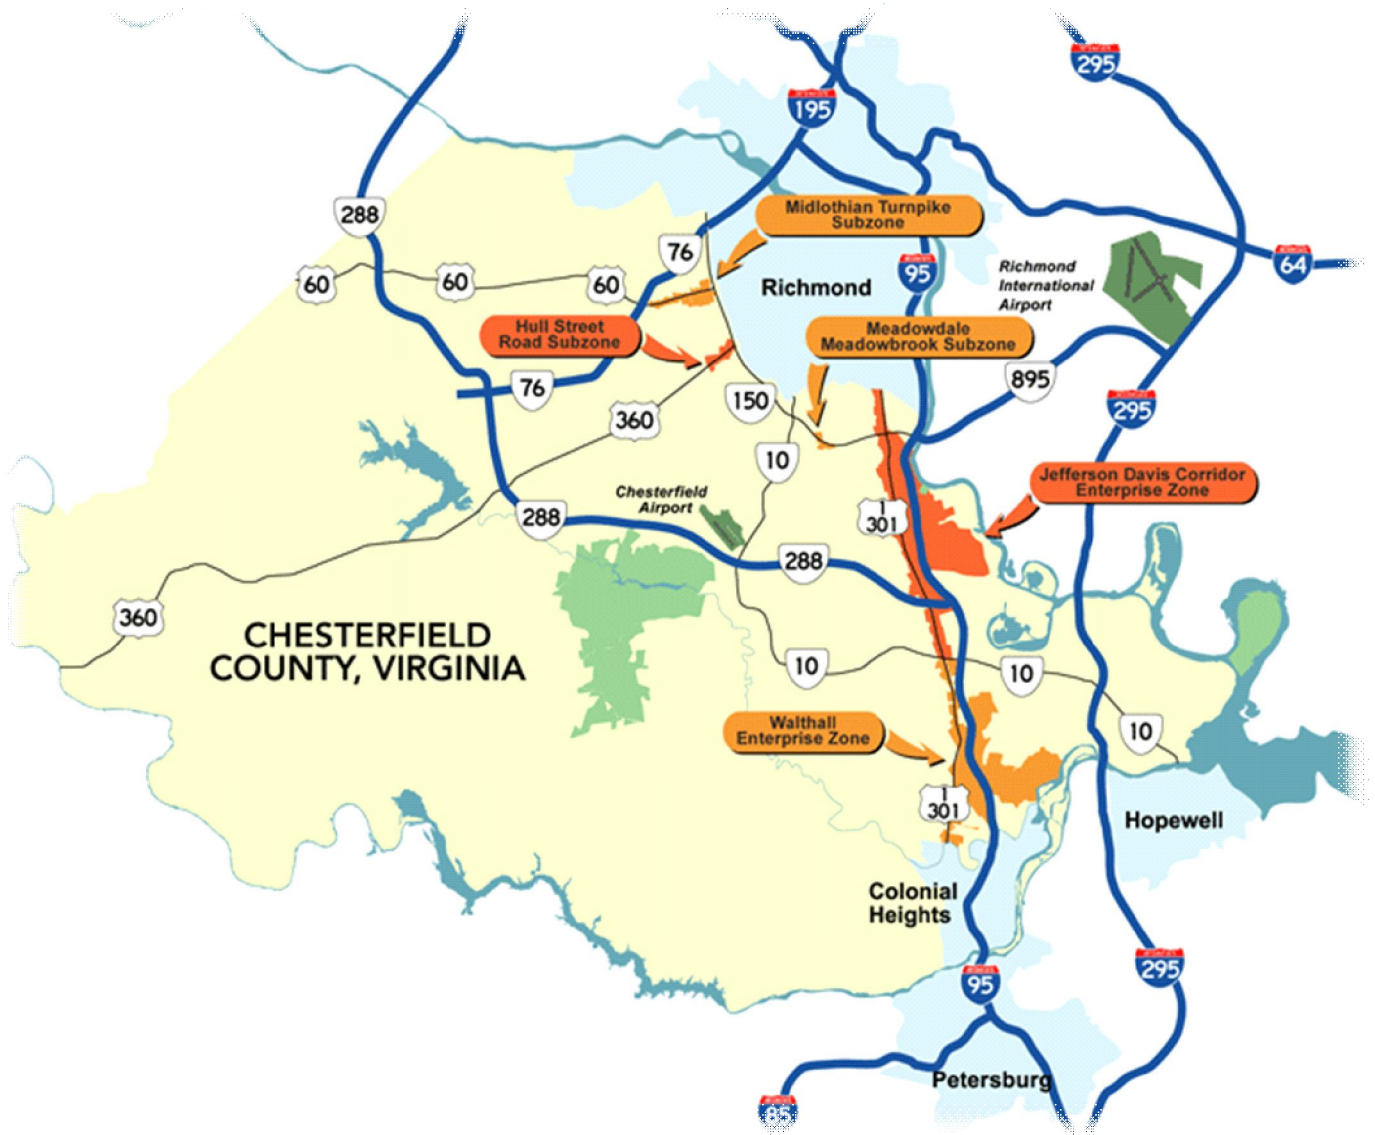 295
195
288
Midlothian Turnpike
Subzone
76
60
60
60
95
Richmond
International
Airport
64
Richmond
Hull Street
Road Subzone
Meadowdale
Meadowbrook Subzone
76
150
895
295
360
10
Jefferson Davis Corridor
Enterprise Zone
Chesterfield
Airport
288
1
301
288
360
CHESTERFIELD
COUNTY, VIRGINIA
10
10
Walthall
Enterprise Zone
10
1
301
Hopewell
Colonial
Heights
95
295
Petersburg
85